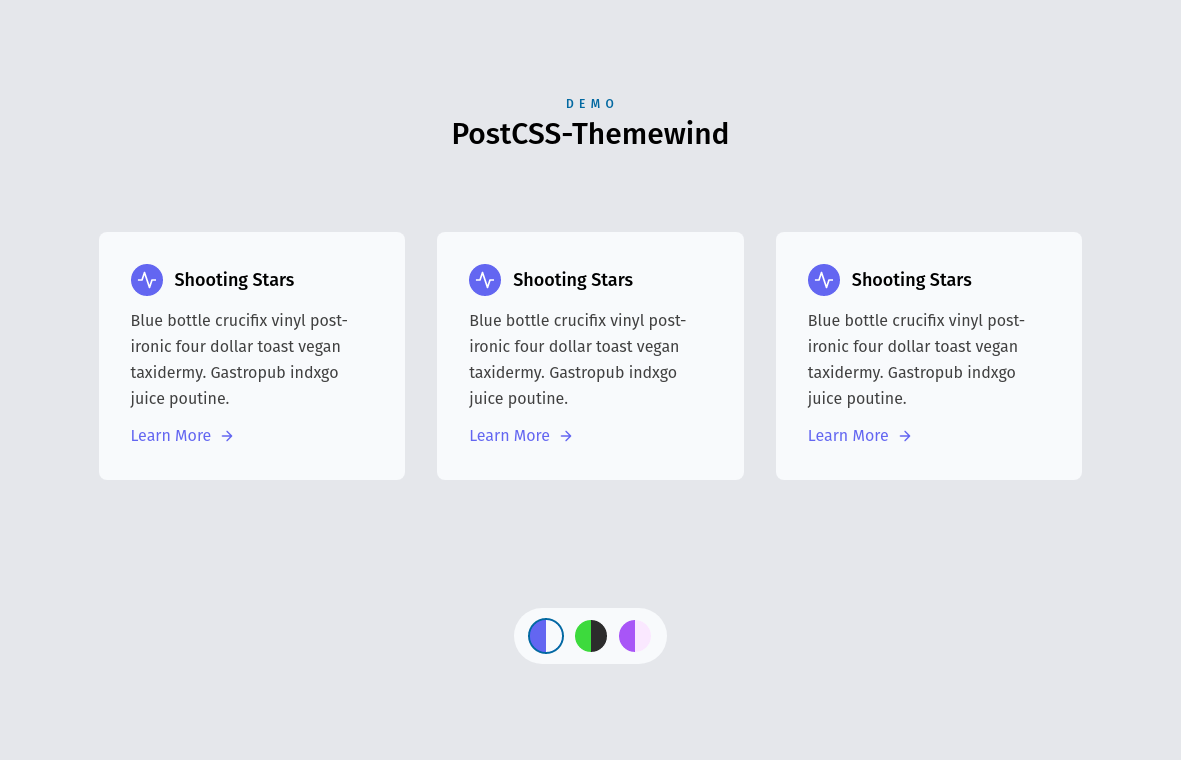 DEMO
PostCSS-Themewind
Shooting Stars
Blue bottle crucifix vinyl post-
ironic four dollar toast vegan
taxidermy. Gastropub indxgo
juice poutine.
Learn More
Shooting Stars
Blue bottle crucifix vinyl post-
ironic four dollar toast vegan
taxidermy. Gastropub indxgo
juice poutine.
Learn More
Shooting Stars
Blue bottle crucifix vinyl post-
ironic four dollar toast vegan
taxidermy. Gastropub indxgo
juice poutine.
Learn More